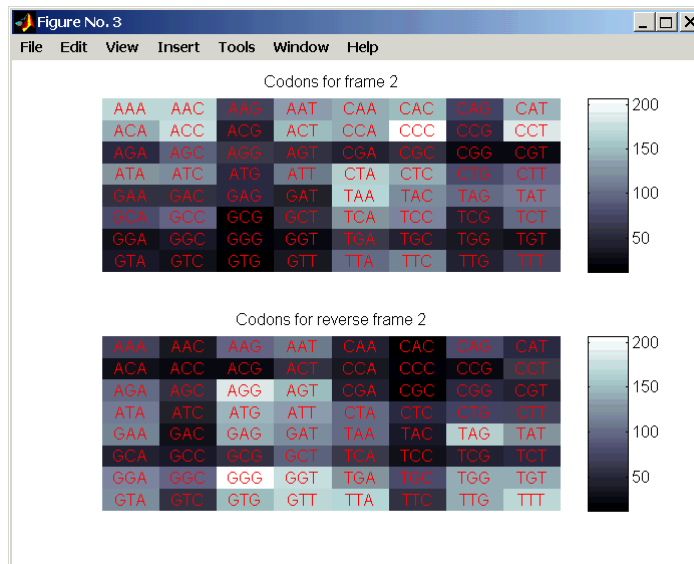 Figure No. 3
File Edit View Insert Tools Window Help
Codons for frame 2
AAA AAC AAG AAT CAA CAC CAG CAT
ACA ACC ACG ACT CCA CCC CCG CCT
AGA AGC AGG AGT CGA CGC CGG CGT
ATA ATC ATG ATT CTA CTC CTG CTT
GAA GAC GAG GAT TAA TAC TAG TAT
GCA GCC GCG GCT TCA TCC TCG TCT
GGA GGC GGG GGT TGA TGC TGG TGT
GTA GTC GTG GTT TTA TTC TTG TTT
200
150
100
50
Codons for reverse frame 2
AAA AAC AAG AAT CAA CAC CAG CAT
ACA ACC ACG ACT CCA CCC CCG CCT
AGA AGC AGG AGT CGA CGC CGG CGT
ATA ATC ATG ATT CTA CTC CTG CTT
GAA GAC GAG GAT TAA TAC TAG TAT
GCA GCC GCG GCT TCA TCC TCG TCT
GGA GGC GGG GGT TGA TGC TGG TGT
GTA GTC GTG GTT TTA TTC TTG TTT
200
150
100
50